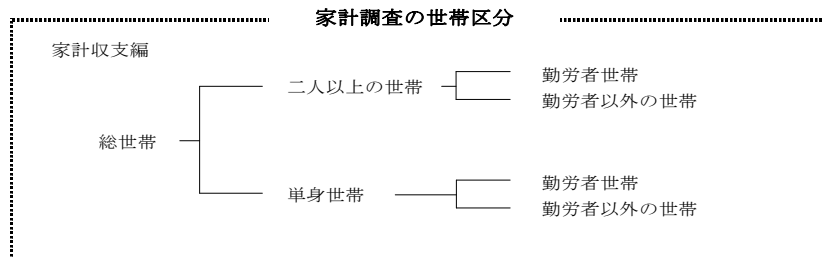 家計調査の世帯区分
家計収支編
総世帯
二人以上の世帯
勤労者世帯
勤労者以外の世帯
単身世帯
勤労者世帯
勤労者以外の世帯